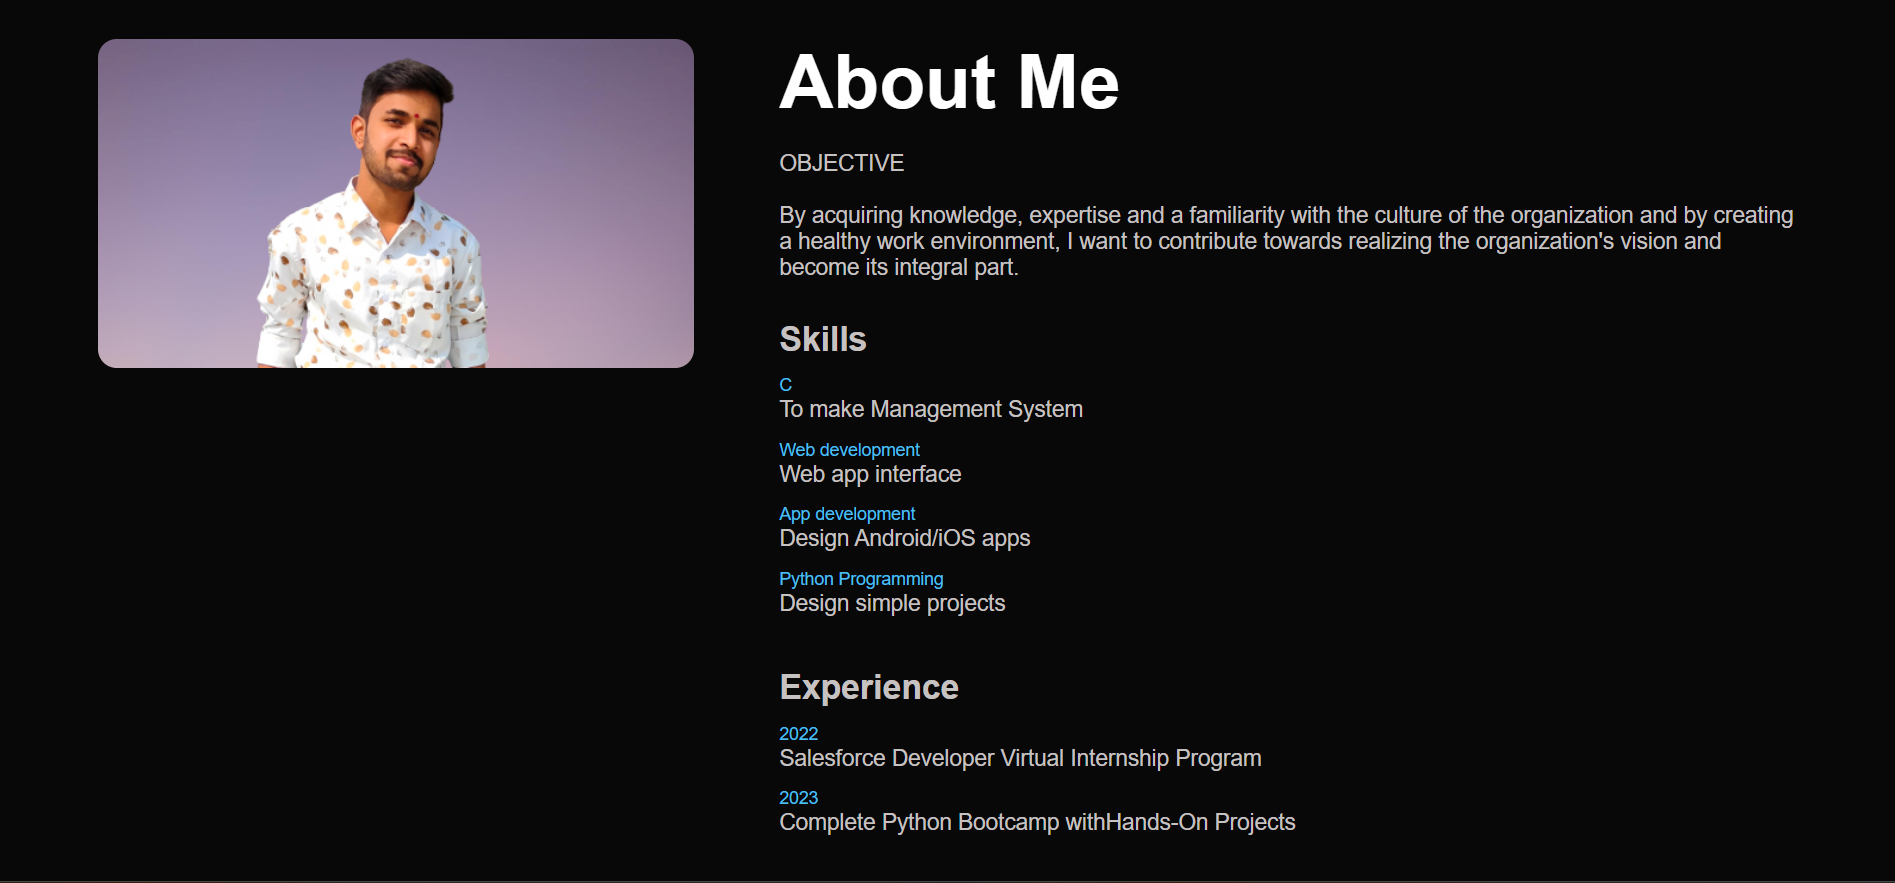 About Me
OBJECTIVE
By acquiring knowledge, expertise and a familiarity with the culture of the organization and by creating
a healthy work environment, I want to contribute towards realizing the organization's vision and
become its integral part.
Skills
C
To make Management System
Web development
Web app interface
App development
Design Android/iOS apps
Python Programming
Design simple projects
Experience
2022
Salesforce Developer Virtual Internship Program
2023
Complete Python Bootcamp withHands-On Projects